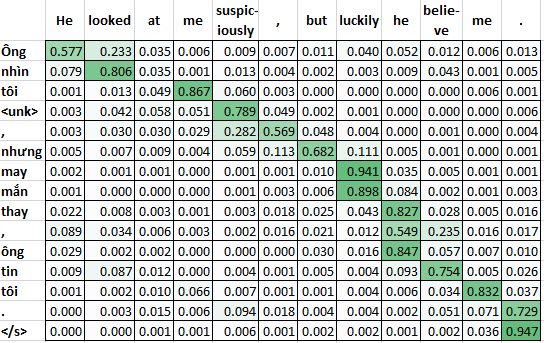 He looked at me suspic-iously , but luckily he belie-ve me .
Ông 0.577 0.233 0.035 0.006 0.009 0.007 0.011 0.040 0.052 0.012 0.006 0.013
nhìn 0.079 0.806 0.035 0.001 0.013 0.004 0.002 0.003 0.009 0.043 0.001 0.005
tôi 0.001 0.013 0.049 0.867 0.060 0.003 0.000 0.000 0.000 0.000 0.006 0.001
<unk> 0.003 0.042 0.058 0.051 0.789 0.049 0.002 0.001 0.000 0.000 0.000 0.006
, 0.003 0.030 0.030 0.029 0.282 0.569 0.048 0.004 0.000 0.001 0.000 0.004
nhưng 0.005 0.007 0.009 0.004 0.059 0.113 0.682 0.111 0.005 0.001 0.000 0.001
may 0.002 0.001 0.001 0.000 0.001 0.001 0.010 0.941 0.035 0.005 0.001 0.001
mắn 0.001 0.000 0.000 0.000 0.001 0.003 0.006 0.898 0.084 0.002 0.001 0.003
thay 0.022 0.008 0.003 0.001 0.003 0.018 0.025 0.043 0.827 0.028 0.005 0.016
, 0.089 0.034 0.006 0.003 0.002 0.016 0.021 0.012 0.549 0.235 0.016 0.017
ông 0.029 0.002 0.002 0.000 0.000 0.000 0.030 0.016 0.847 0.057 0.007 0.010
tin 0.009 0.087 0.012 0.000 0.004 0.001 0.005 0.004 0.093 0.754 0.005 0.026
tôi 0.001 0.002 0.010 0.066 0.007 0.001 0.001 0.004 0.006 0.034 0.832 0.037
. 0.000 0.003 0.015 0.006 0.094 0.018 0.004 0.004 0.002 0.051 0.071 0.729
</s> 0.000 0.000 0.001 0.001 0.006 0.001 0.002 0.002 0.001 0.002 0.036 0.947